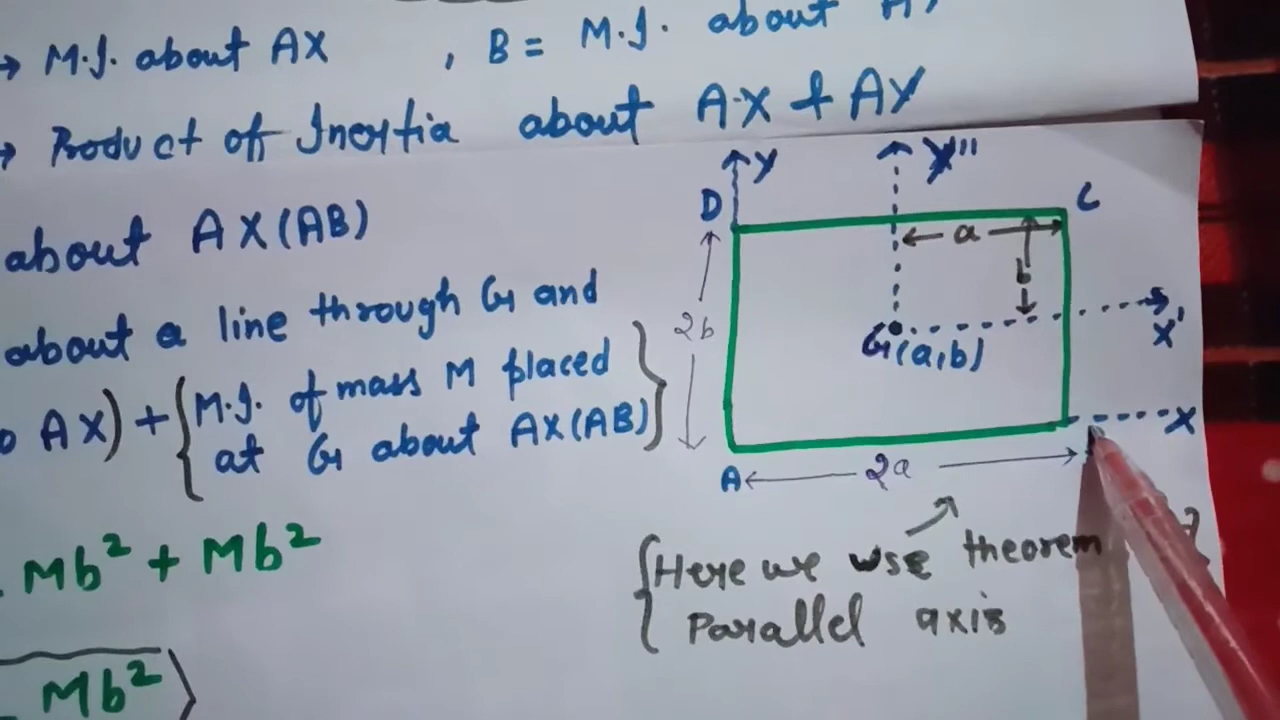 → M.I. about AX , B = M.I. about
→ Product of Inertia about AX & AY
about AX(AB)
about a line through G and
AX) + {M.I. of mass M placed
at G about AX(AB)}
Mb² + Mb²
Mb²
Y
Y"
D
C
a
b
2b
G(a,b)
X'
X
A
2a
{Here we use theorem
Parallel axis